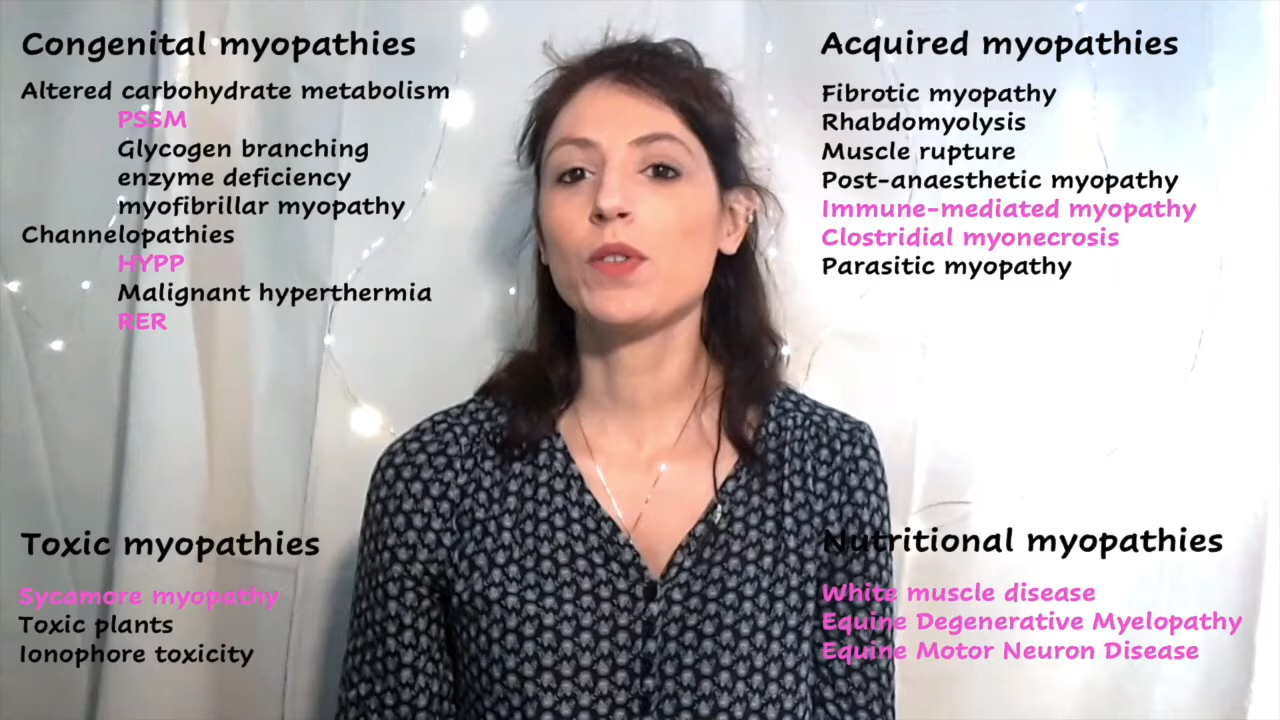 Congenital myopathies
Altered carbohydrate metabolism
PSSM
Glycogen branching
enzyme deficiency
myofibrillar myopathy
Channelopathies
HYPP
Malignant hyperthermia
RER
Acquired myopathies
Fibrotic myopathy
Rhabdomyolysis
Muscle rupture
Post-anaesthetic myopathy
Immune-mediated myopathy
Clostridial myonecrosis
Parasitic myopathy
Toxic myopathies
Sycamore myopathy
Toxic plants
Ionophore toxicity
Nutritional myopathies
White muscle disease
Equine Degenerative Myelopathy
Equine Motor Neuron Disease